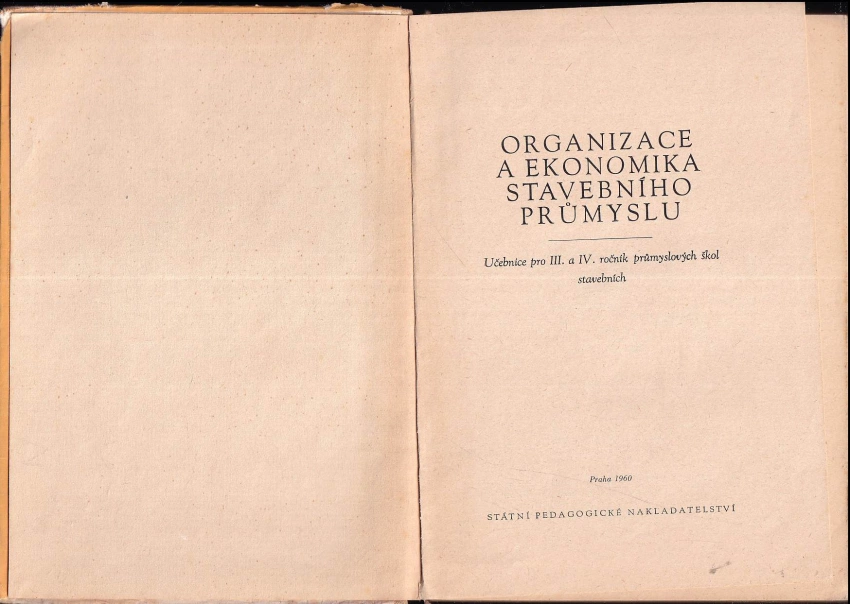 ORGANIZACE
A EKONOMIKA
STAVEBNÍHO
PRŮMYSLU
Učebnice pro III. a IV. ročník průmyslových škol
stavebních
Praha 1960
STÁTNÍ PEDAGOGICKÉ NAKLADATELSTVÍ